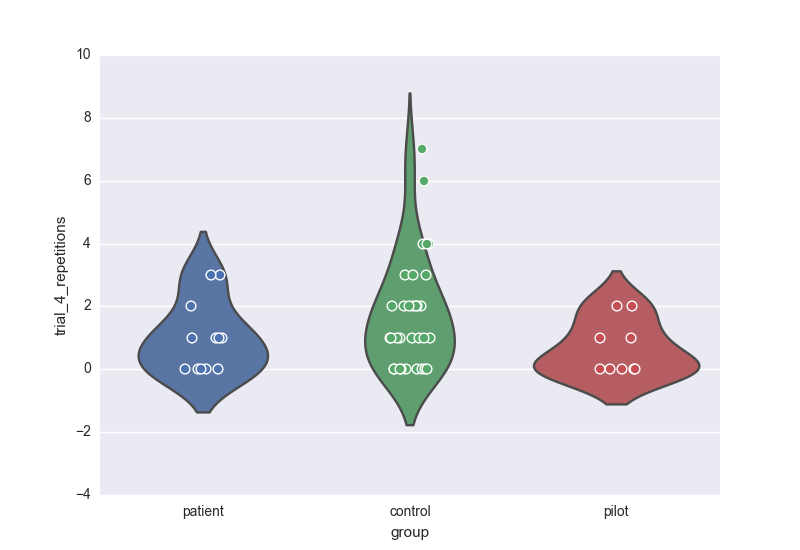 10
8
6
4
2
0
−2
−4
trial_4_repetitions
patient control pilot
group